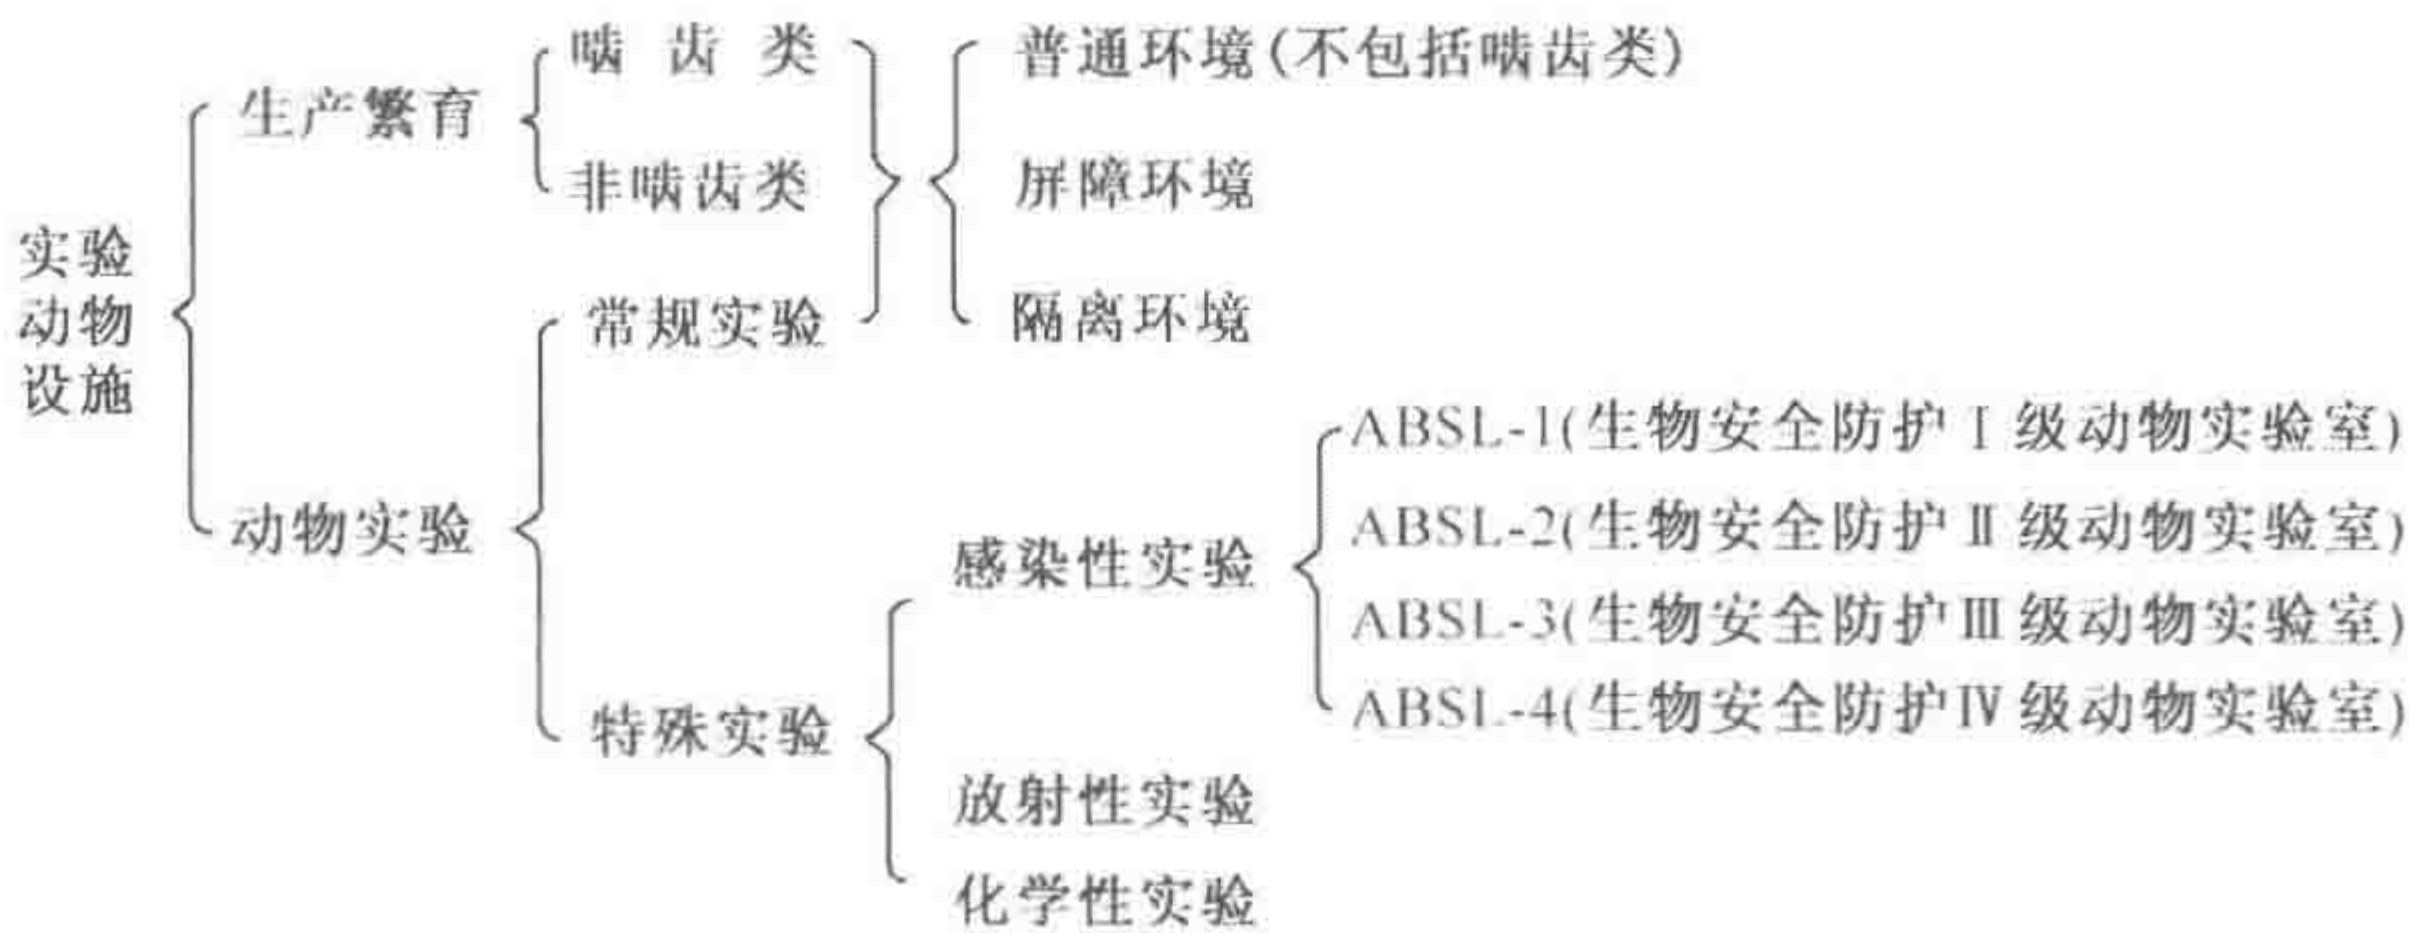 啮 齿 类
普通环境(不包括啮齿类)
生产繁育
非啮齿类
屏障环境
实验
动物
设施
常规实验
隔离环境
ABSL-1(生物安全防护Ⅰ级动物实验室)
动物实验
ABSL-2(生物安全防护Ⅱ级动物实验室)
感染性实验
ABSL-3(生物安全防护Ⅲ级动物实验室)
ABSL-4(生物安全防护Ⅳ级动物实验室)
特殊实验
放射性实验
化学性实验